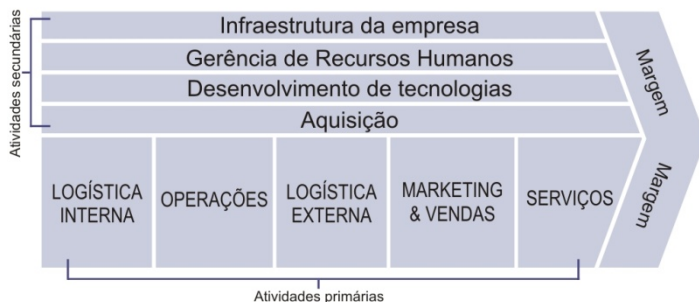 Atividades secundárias
Infraestrutura da empresa
Gerência de Recursos Humanos
Desenvolvimento de tecnologias
Aquisição
Margem
Margem
LOGÍSTICA
INTERNA
OPERAÇÕES
LOGÍSTICA
EXTERNA
MARKETING
& VENDAS
SERVIÇOS
Atividades primárias